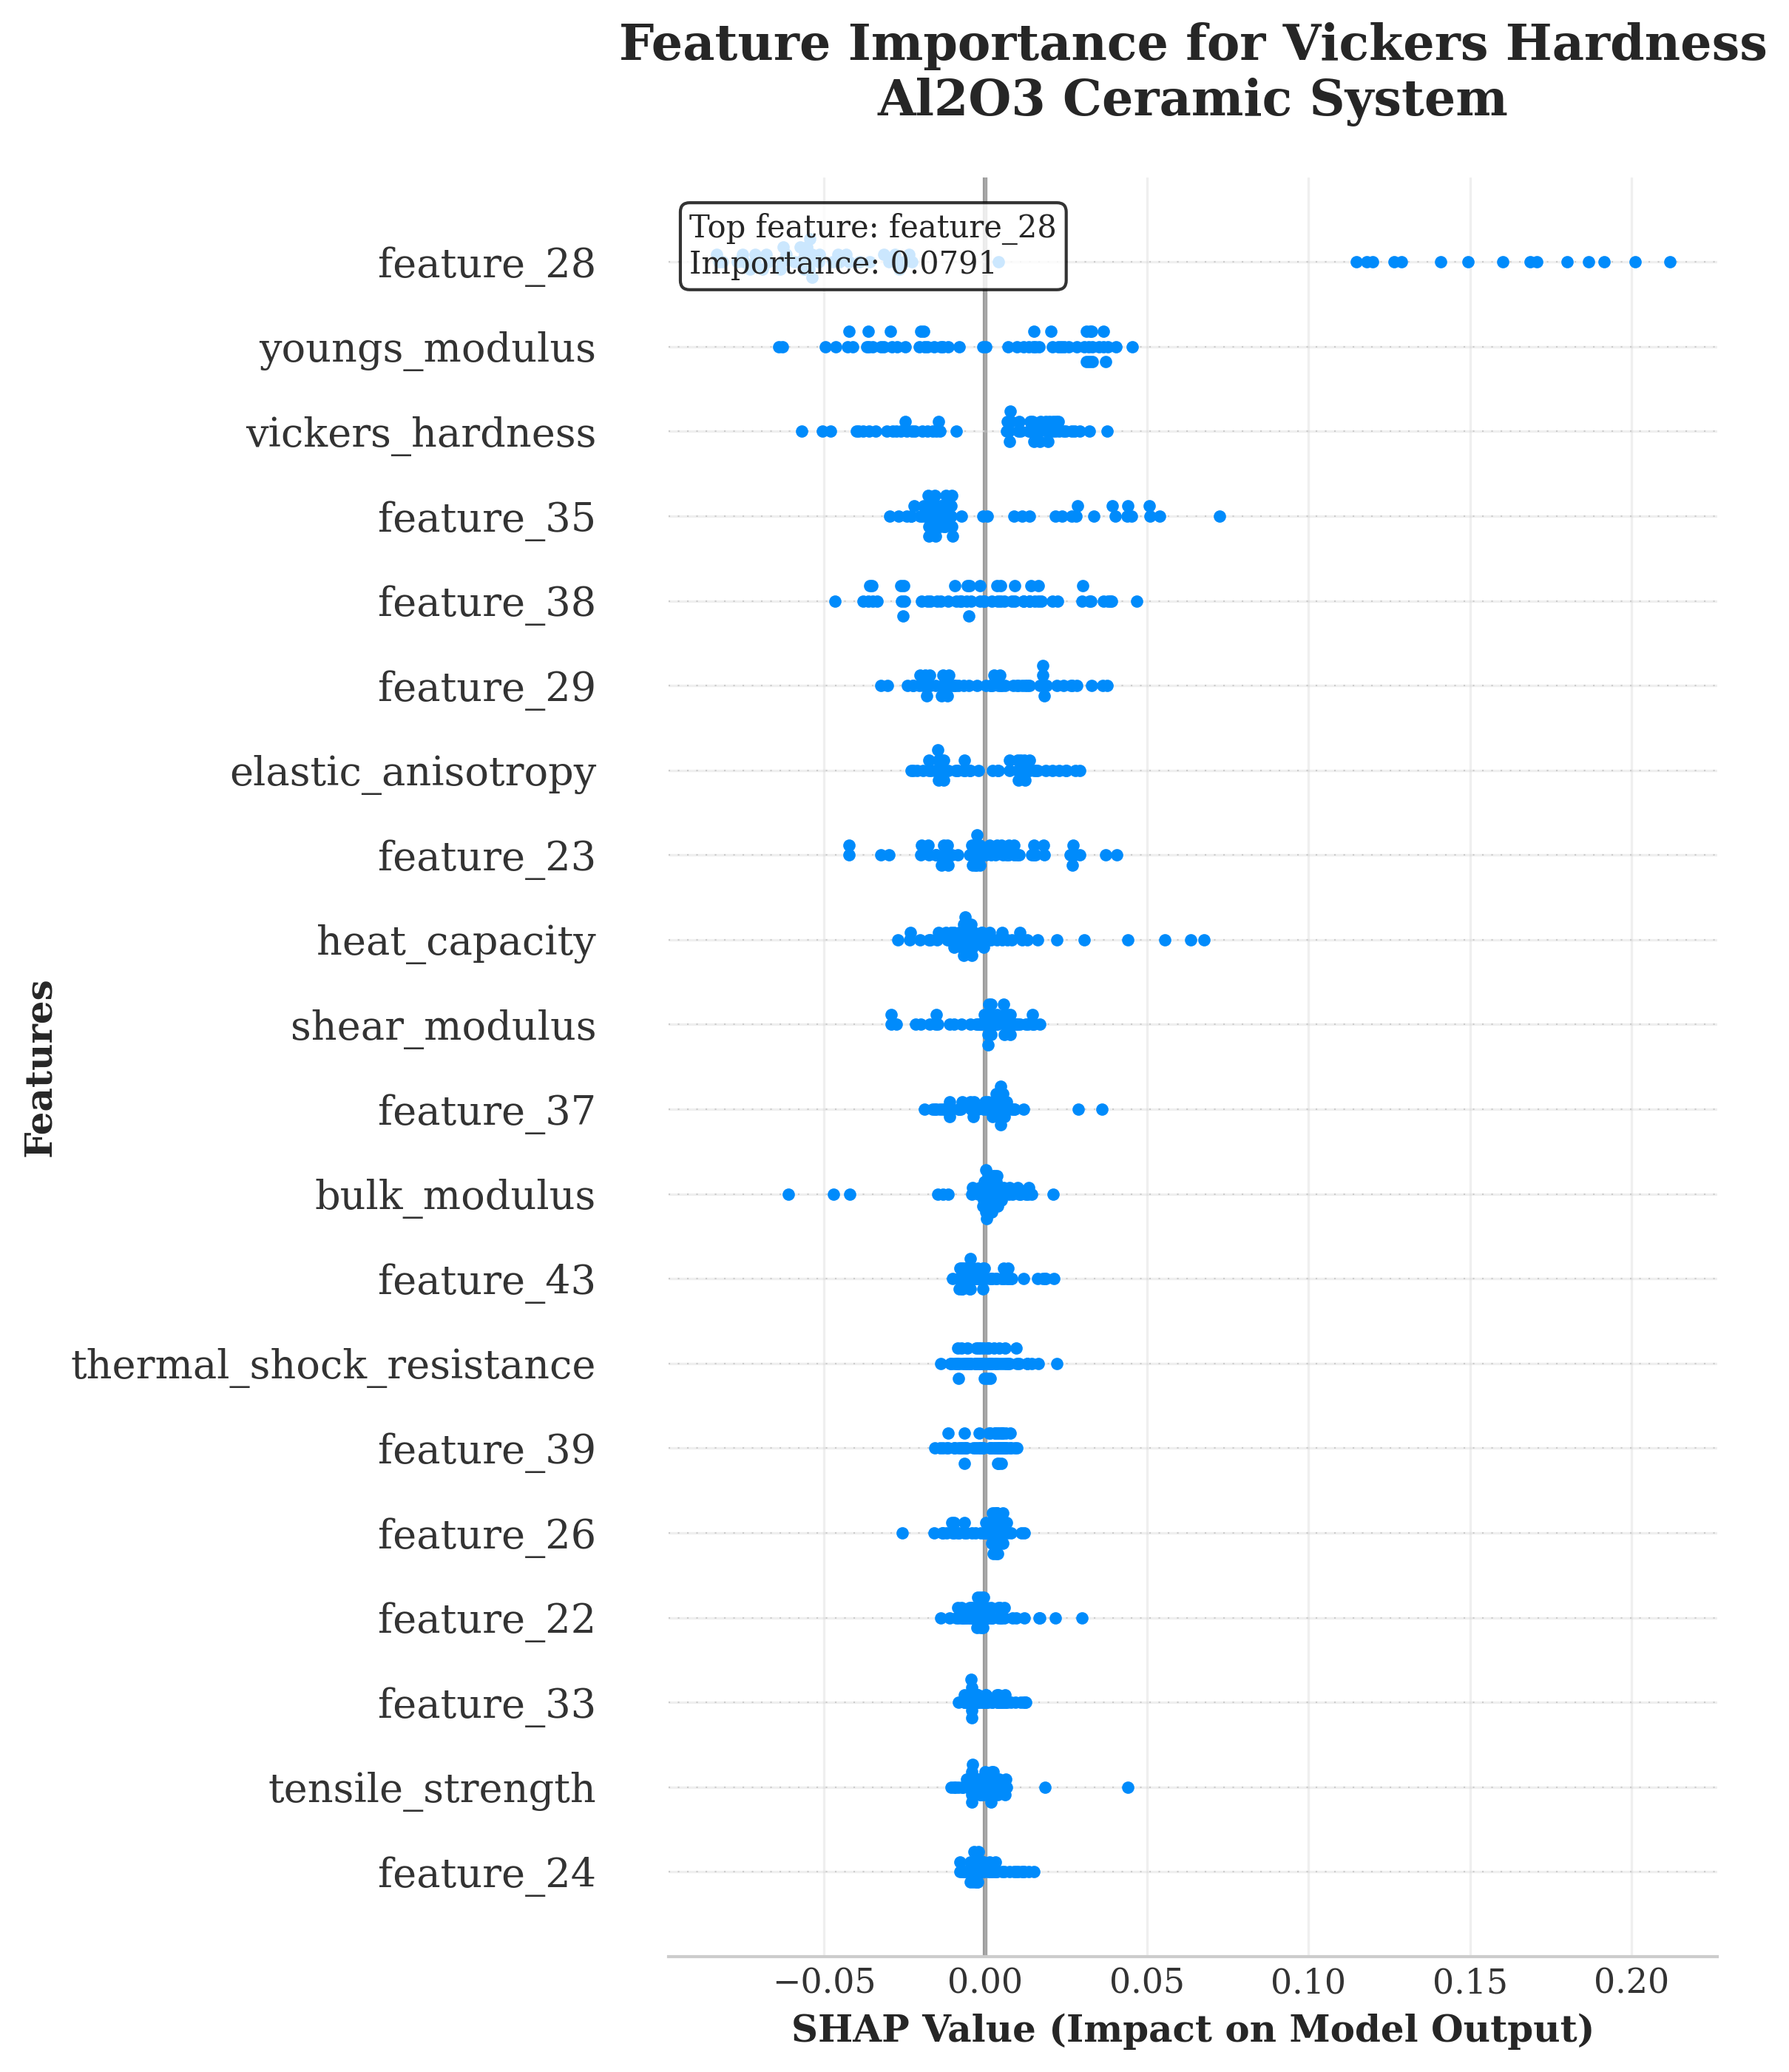 Feature Importance for Vickers Hardness
Al2O3 Ceramic System
Top feature: feature_28
Importance: 0.0791
feature_28
youngs_modulus
vickers_hardness
feature_35
feature_38
feature_29
elastic_anisotropy
feature_23
heat_capacity
shear_modulus
feature_37
bulk_modulus
feature_43
thermal_shock_resistance
feature_39
feature_26
feature_22
feature_33
tensile_strength
feature_24
Features
−0.05 0.00 0.05 0.10 0.15 0.20
SHAP Value (Impact on Model Output)